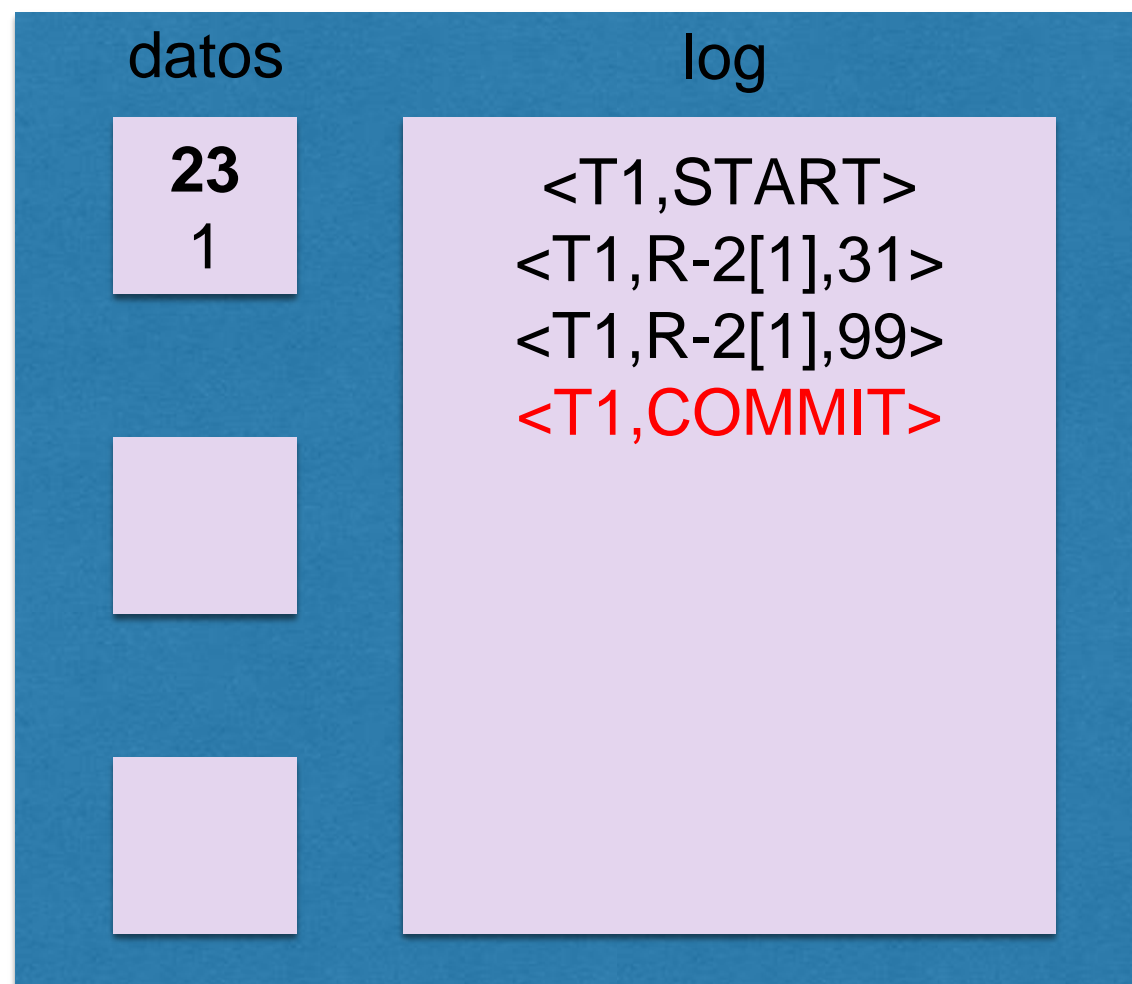 datos
log
23
1
<T1,START>
<T1,R-2[1],31>
<T1,R-2[1],99>
<T1,COMMIT>